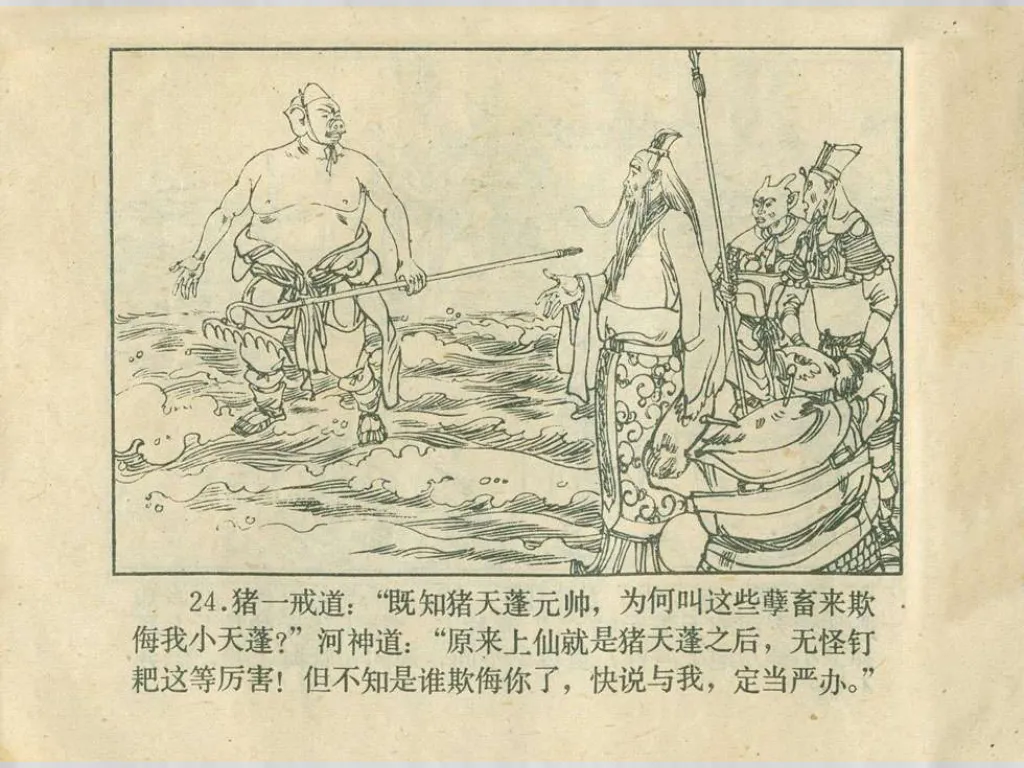 24.猪一戒道：“既知猪天蓬元帅，为何叫这些孽畜来欺
侮我小天蓬？”河神道：“原来上仙就是猪天蓬之后，无怪钉
耙这等厉害！但不知是谁欺侮你了，快说与我，定当严办。”